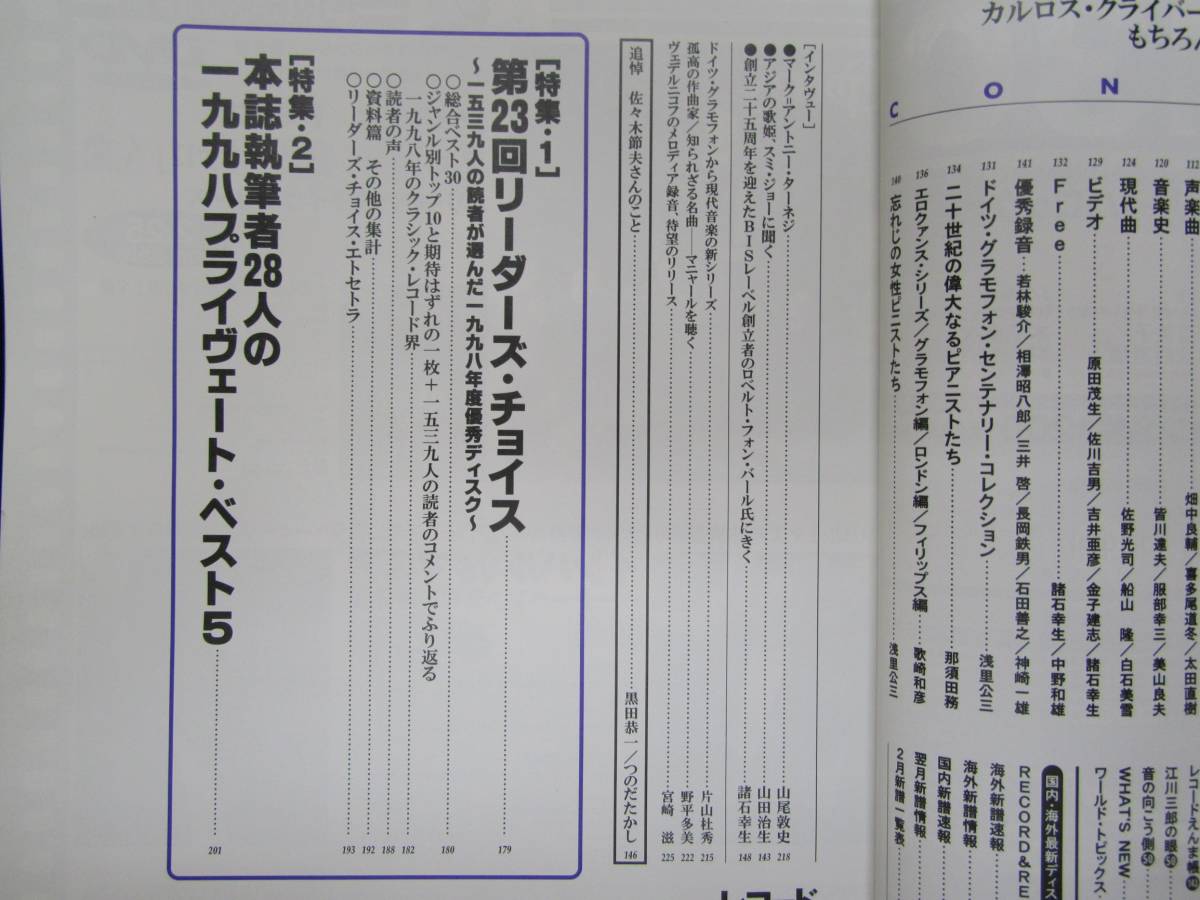 カルロス・クライバー
もちろん
CON
112 声楽曲 畑中良輔/喜多尾道冬/太田直樹
120 音楽史 皆川達夫/服部幸三/美山良夫
124 現代曲 佐野光司/船山 隆/白石美雪
129 ビデオ 原田茂生/佐川吉男/吉井亜彦/金子建志/諸石幸生
132 Free 諸石幸生/中野和雄
141 優秀録音 若林駿介/相澤昭八郎/三井 啓/長岡鉄男/石田善之/神崎一雄
131 ドイツ・グラモフォン・センテナリー・コレクション 浅里公三
134 二十世紀の偉大なるピアニストたち 那須田務
136 エロクァンス・シリーズ/グラモフォン編/ロンドン編/フィリップス編 歌崎和彦
140 忘れじの女性ピニストたち 浅里公三
レコードえんま帳
江川三郎の眼
音の向こう側
WHAT'S NEW
ワールド・トピックス
国内・海外最新ディス
RECORD&RE
海外新譜速報
海外新譜情報
国内新譜速報
翌月新譜情報
2月新譜一覧表
[インタヴュー]
●マーク=アントニー・ターネジ 山尾敦史 218
●アジアの歌姫、スミ・ジョーに聞く 山田治生 143
●創立二十五周年を迎えたBISレーベル創立者のロベルト・フォン・バール氏にきく 諸石幸生 148
ドイツ・グラモフォンから現代音楽の新シリーズ 片山杜秀 215
孤高の作曲家/知られざる名曲——マニャールを聴く 野平多美 222
ヴェデルニコフのメロディア録音、待望のリリース 宮崎 滋 225
追悼 佐々木節夫さんのこと 黒田恭一/つのだたかし 146
[特集・1]
第23回リーダーズ・チョイス 179
〜一五三九人の読者が選んだ一九九八年度優秀ディスク〜
○総合ベスト30 180
○ジャンル別トップ10と期待はずれの一枚+一五三九人の読者のコメントでふり返る
一九九八年のクラシック・レコード界 182
○読者の声 188
○資料篇 その他の集計 192
○リーダーズ・チョイス・エトセトラ 193
[特集・2]
本誌執筆者28人の
一九九八プライヴェート・ベスト5 201
レコード